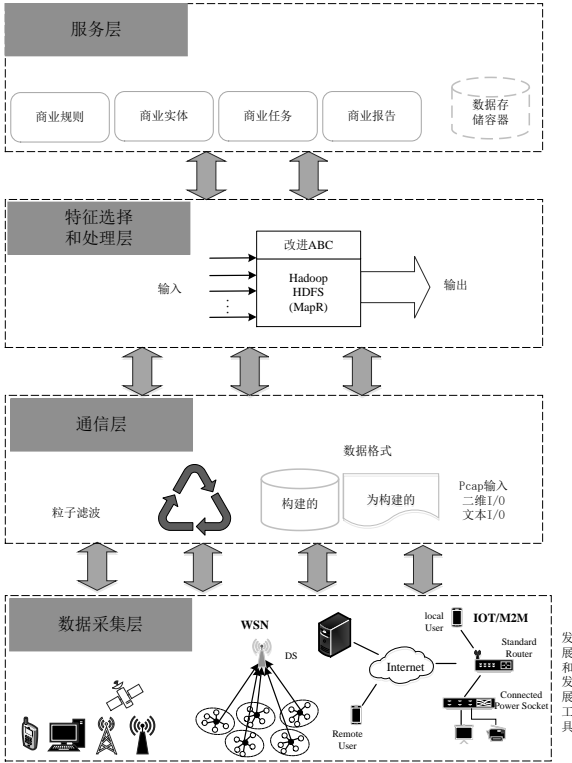 服务层
商业规则
商业实体
商业任务
商业报告
数据存
储容器
特征选择
和处理层
输入
改进ABC
Hadoop
HDFS
(MapR)
输出
通信层
数据格式
粒子滤波
构建的
为构建的
Pcap输入
二维I/O
文本I/O
数据采集层
WSN
DS
local
User
IOT/M2M
Standard
Router
Internet
Connected
Power Socket
Remote
User
发
展
和
发
展
工
具